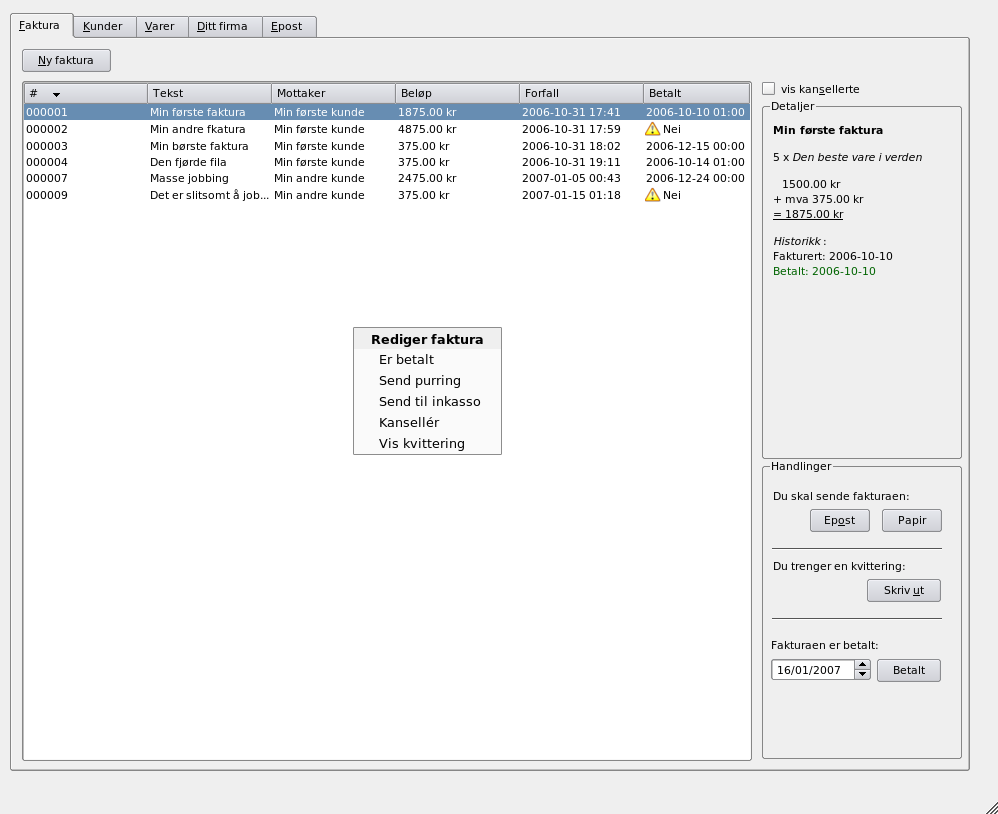 Faktura Kunder Varer Ditt firma Epost
Ny faktura
# Tekst Mottaker Beløp Forfall Betalt
000001 Min første faktura Min første kunde 1875.00 kr 2006-10-31 17:41 2006-10-10 01:00
000002 Min andre fkatura Min første kunde 4875.00 kr 2006-10-31 17:59 Nei
000003 Min børste faktura Min første kunde 375.00 kr 2006-10-31 18:02 2006-12-15 00:00
000004 Den fjørde fila Min første kunde 375.00 kr 2006-10-31 19:11 2006-10-14 01:00
000007 Masse jobbing Min andre kunde 2475.00 kr 2007-01-05 00:43 2006-12-24 00:00
000009 Det er slitsomt å job... Min andre kunde 375.00 kr 2007-01-15 01:18 Nei
Rediger faktura
Er betalt
Send purring
Send til inkasso
Kansellér
Vis kvittering
vis kansellerte
Detaljer
Min første faktura
5 x Den beste vare i verden
1500.00 kr
+ mva 375.00 kr
= 1875.00 kr
Historikk :
Fakturert: 2006-10-10
Betalt: 2006-10-10
Handlinger
Du skal sende fakturaen:
Epost Papir
Du trenger en kvittering:
Skriv ut
Fakturaen er betalt:
16/01/2007 Betalt